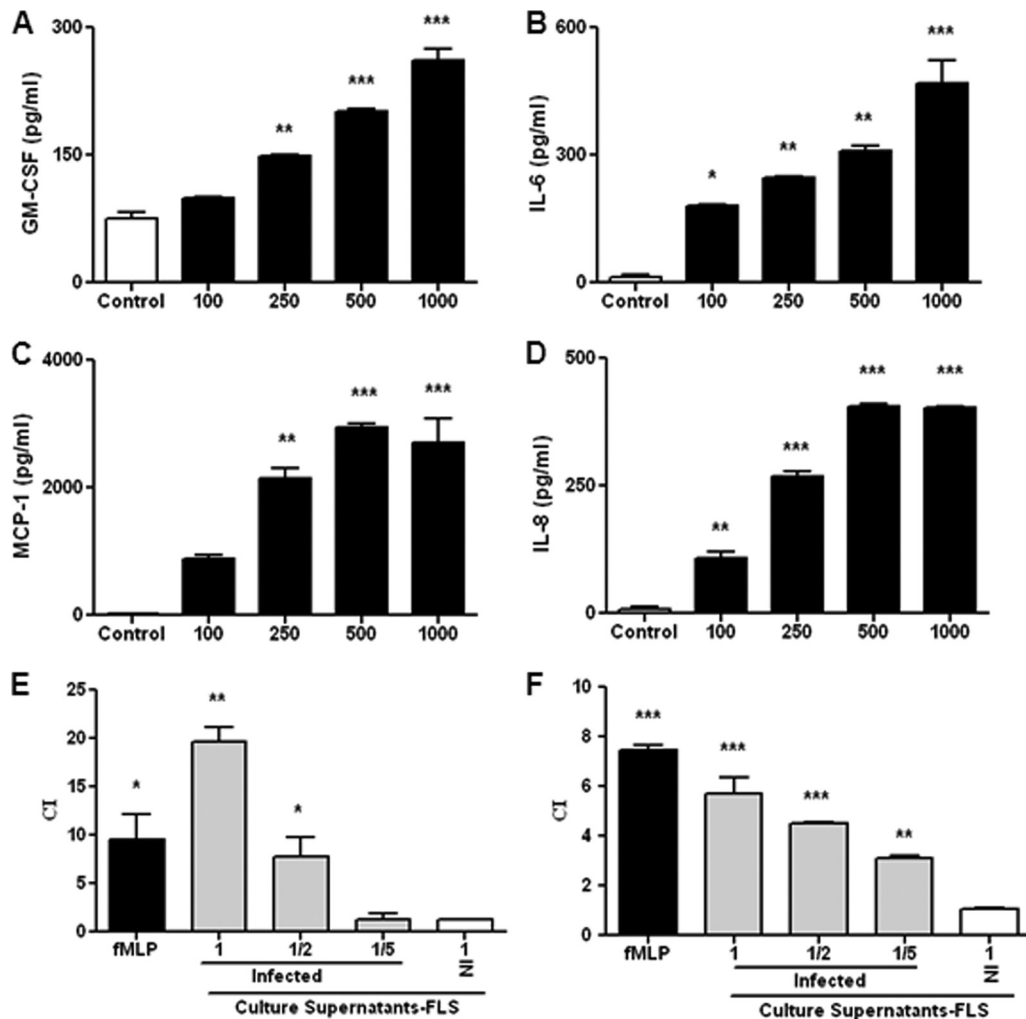 A
GM-CSF (pg/ml)
300
150
0
**
***
***
Control 100 250 500 1000
B
IL-6 (pg/ml)
600
300
0
*
**
**
***
Control 100 250 500 1000
C
MCP-1 (pg/ml)
4000
2000
0
**
***
***
Control 100 250 500 1000
D
IL-8 (pg/ml)
500
250
0
**
***
***
***
Control 100 250 500 1000
E
CI
25
20
15
10
5
0
*
**
*
fMLP 1 1/2 1/5 1
Infected NI
Culture Supernatants-FLS
F
CI
10
8
6
4
2
0
***
***
***
**
fMLP 1 1/2 1/5 1
Infected NI
Culture Supernatants-FLS